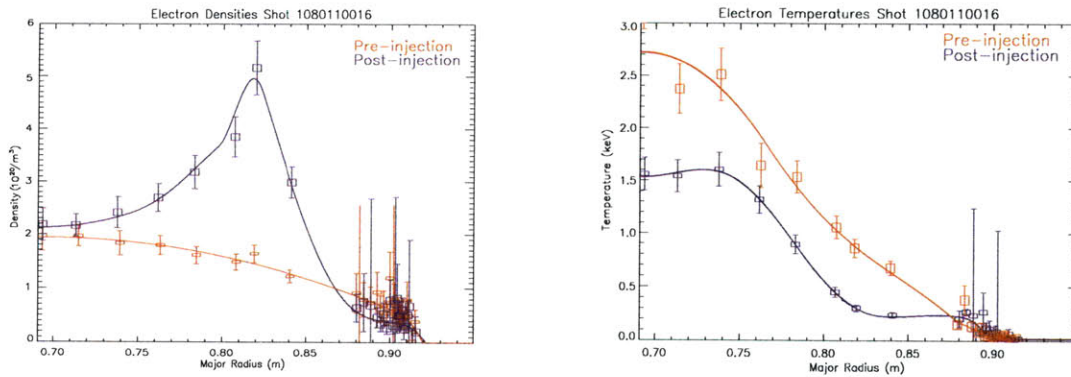 Electron Densities Shot 1080110016
Pre-injection
Post-injection
6
5
4
3
2
1
0
Density (10²⁰/m³)
0.70
0.75
0.80
0.85
0.90
Major Radius (m)
Electron Temperatures Shot 1080110016
Pre-injection
Post-injection
3.0
2.5
2.0
1.5
1.0
0.5
0.0
Temperature (keV)
0.70
0.75
0.80
0.85
0.90
Major Radius (m)